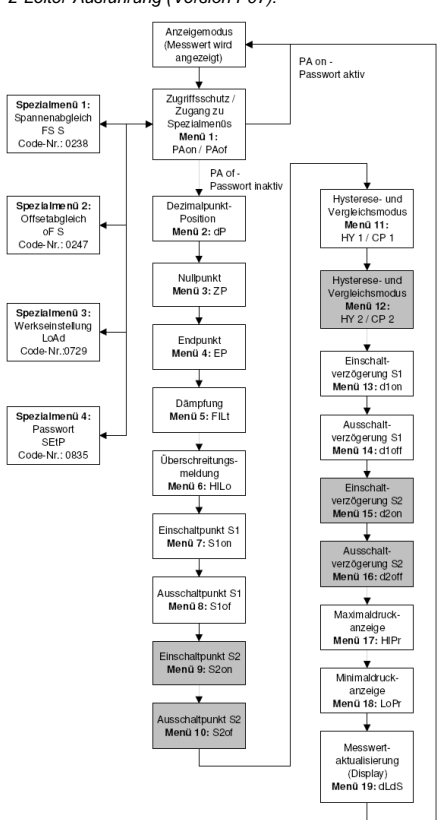 2-Leiter-Ausführung (Version P07):
Anzeigemodus
(Messwert wird
angezeigt)
PA on -
Passwort aktiv
Zugriffsschutz /
Zugang zu
Spezialmenüs
Menü 1:
PAon / PAof
Spezialmenü 1:
Spannenabgleich
FS S
Code-Nr.: 0238
Spezialmenü 2:
Offsetabgleich
oF S
Code-Nr.: 0247
Spezialmenü 3:
Werkseinstellung
LoAd
Code-Nr.:0729
Spezialmenü 4:
Passwort
SEtP
Code-Nr.: 0835
PA of -
Passwort inaktiv
Dezimalpunkt-
Position
Menü 2: dP
Nullpunkt
Menü 3: ZP
Endpunkt
Menü 4: EP
Dämpfung
Menü 5: FILt
Überschreitungs-
meldung
Menü 6: HILo
Einschaltpunkt S1
Menü 7: S1on
Ausschaltpunkt S1
Menü 8: S1of
Einschaltpunkt S2
Menü 9: S2on
Ausschaltpunkt S2
Menü 10: S2of
Hysterese- und
Vergleichsmodus
Menü 11:
HY 1 / CP 1
Hysterese- und
Vergleichsmodus
Menü 12:
HY 2 / CP 2
Einschalt-
verzögerung S1
Menü 13: d1on
Ausschalt-
verzögerung S1
Menü 14: d1off
Einschalt-
verzögerung S2
Menü 15: d2on
Ausschalt-
verzögerung S2
Menü 16: d2off
Maximaldruck-
anzeige
Menü 17: HIPr
Minimaldruck-
anzeige
Menü 18: LoPr
Messwert-
aktualisierung
(Display)
Menü 19: dLdS